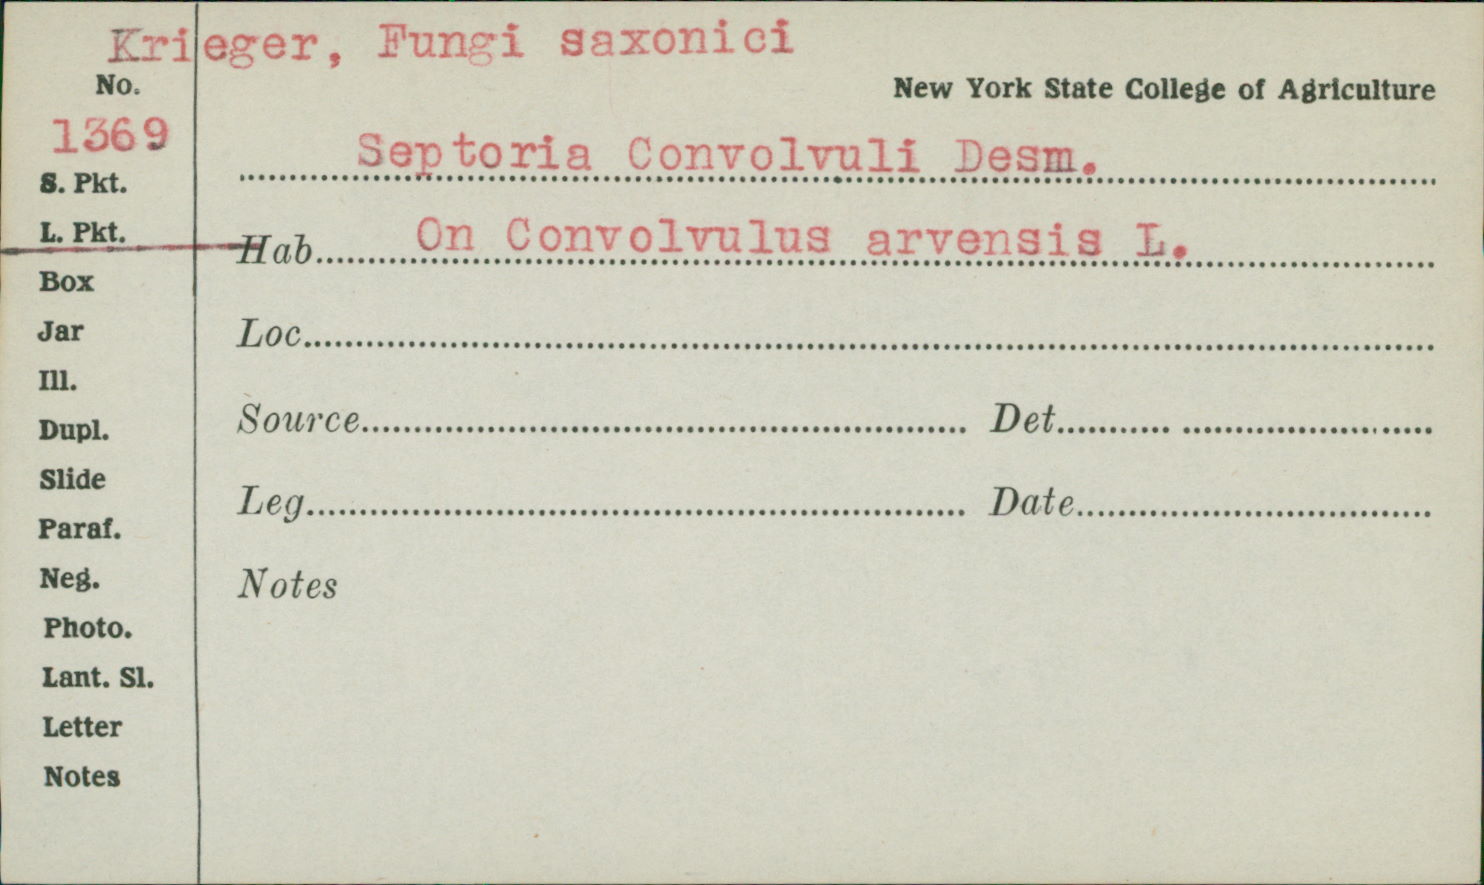 Krieger, Fungi saxonici
No.
New York State College of Agriculture
1369
Septoria Convolvuli Desm.
S. Pkt.
L. Pkt.
Hab. On Convolvulus arvensis L.
Box
Jar
Loc.
Ill.
Dupl.
Source Det.
Slide
Leg. Date
Paraf.
Neg.
Notes
Photo.
Lant. Sl.
Letter
Notes